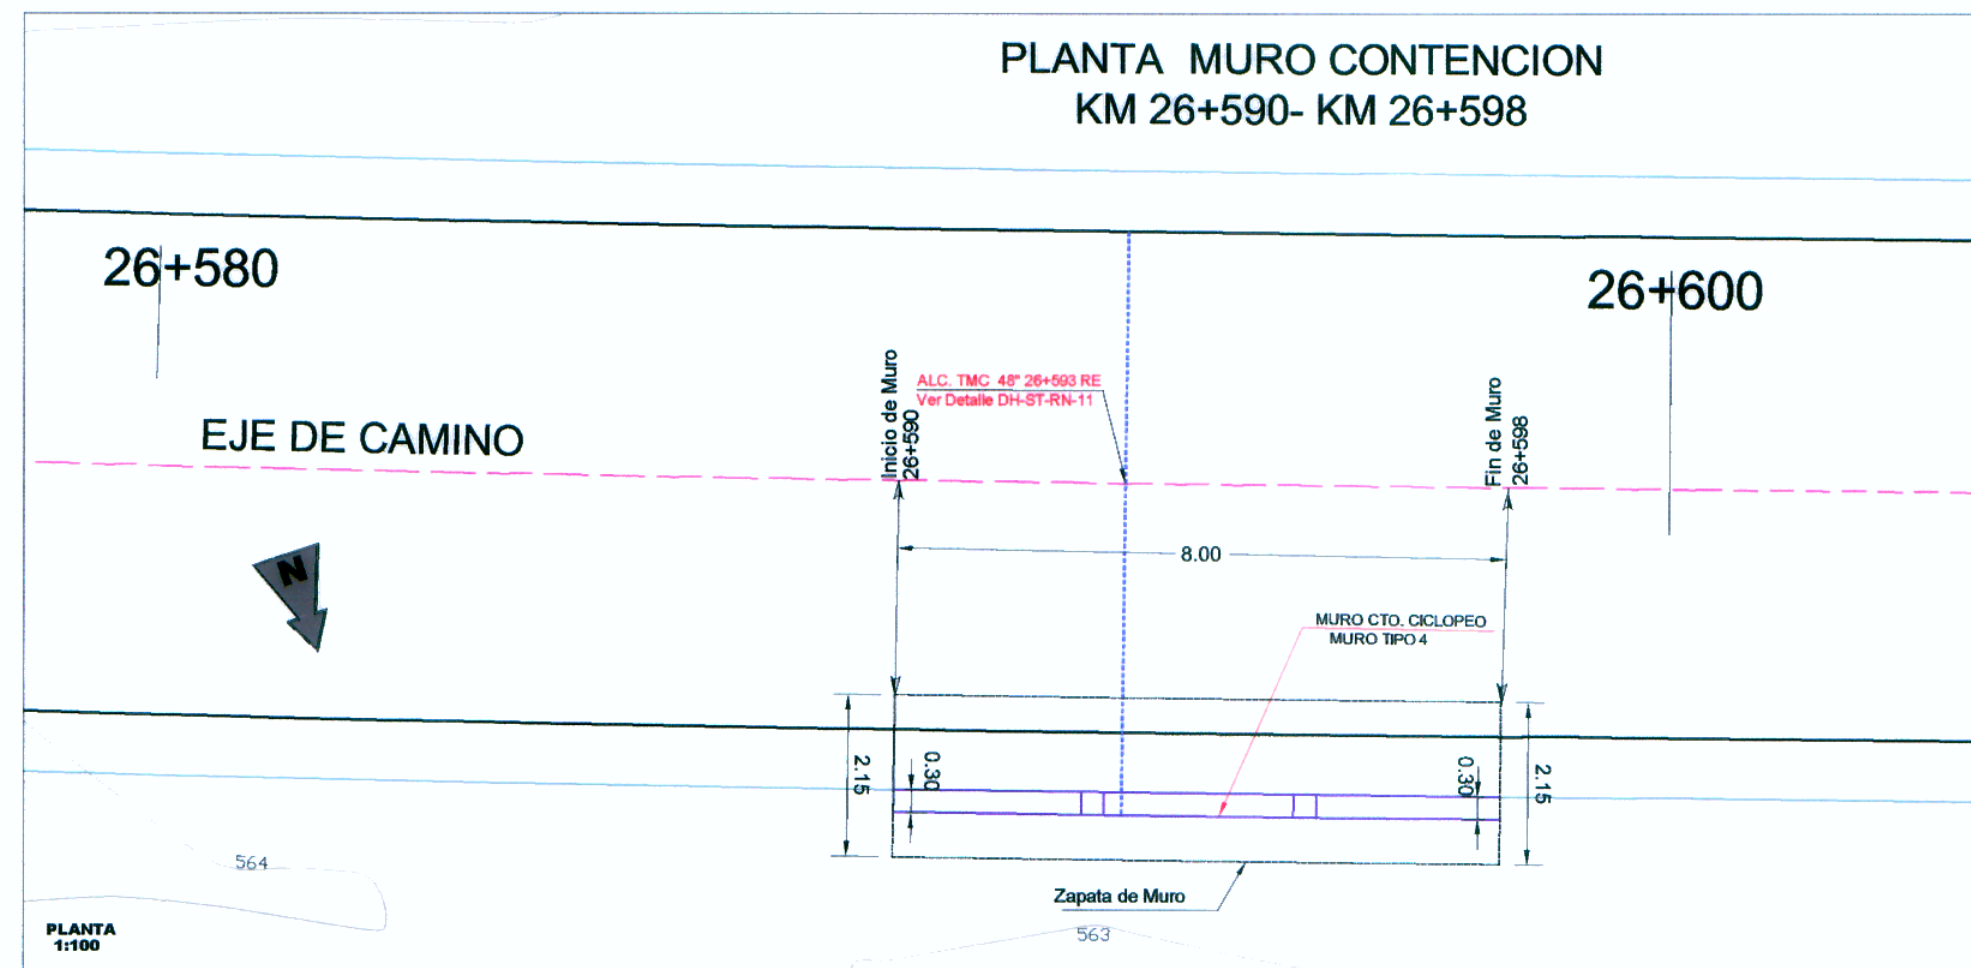 PLANTA MURO CONTENCION
KM 26+590- KM 26+598
26+580
26+600
Inicio de Muro
26+590
ALC. TMC 48" 26+593 RE
Ver Detalle DH-ST-RN-11
Fin de Muro
26+598
EJE DE CAMINO
8.00
N
MURO CTO. CICLOPEO
MURO TIPO 4
2.15
0.30
0.30
2.15
564
Zapata de Muro
563
PLANTA
1:100